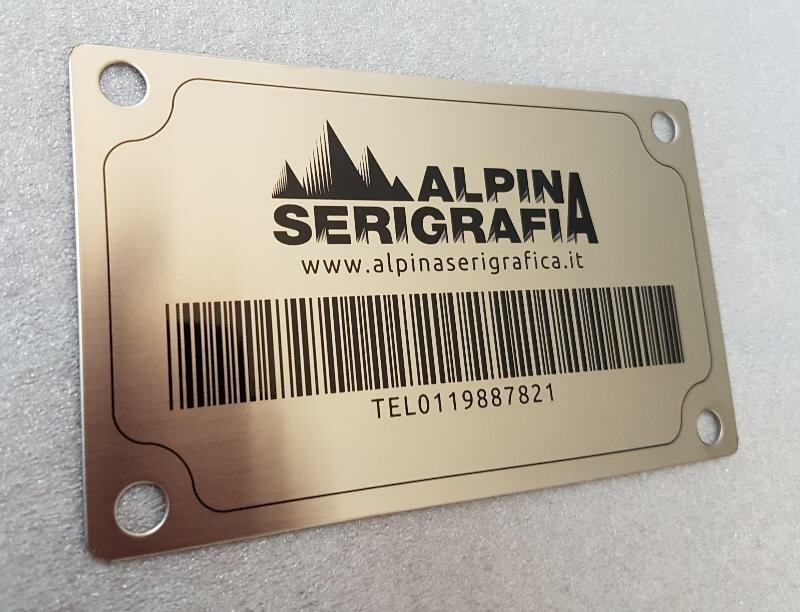 ALPINA
SERIGRAFIA
www.alpinaserigrafica.it
TEL0119887821